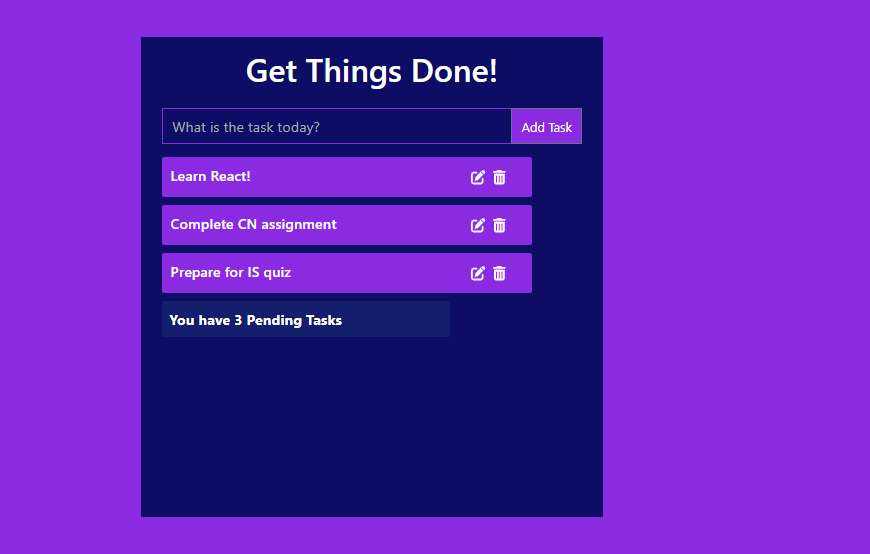 Get Things Done!
What is the task today?
Add Task
Learn React!
Complete CN assignment
Prepare for IS quiz
You have 3 Pending Tasks